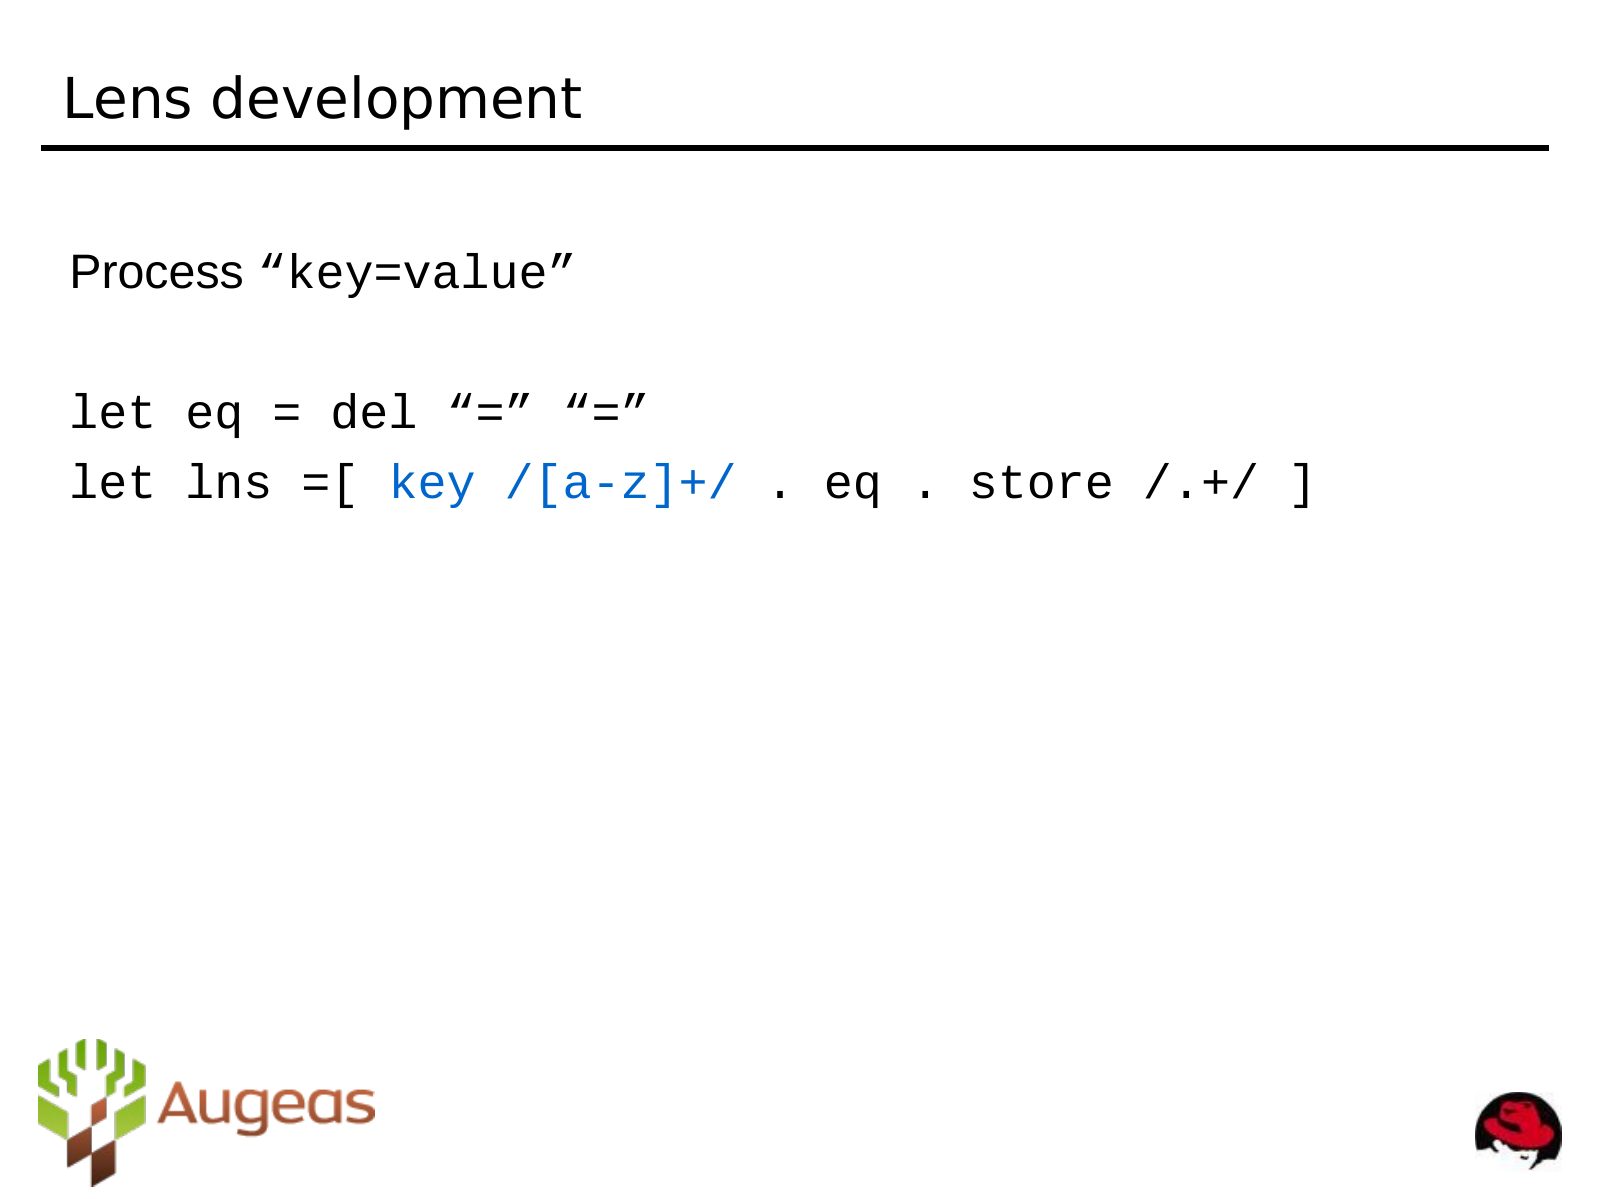 Lens development
Process “key=value”
let eq = del “=” “=”
let lns =[ key /[a-z]+/ . eq . store /.+/ ]
Augeas